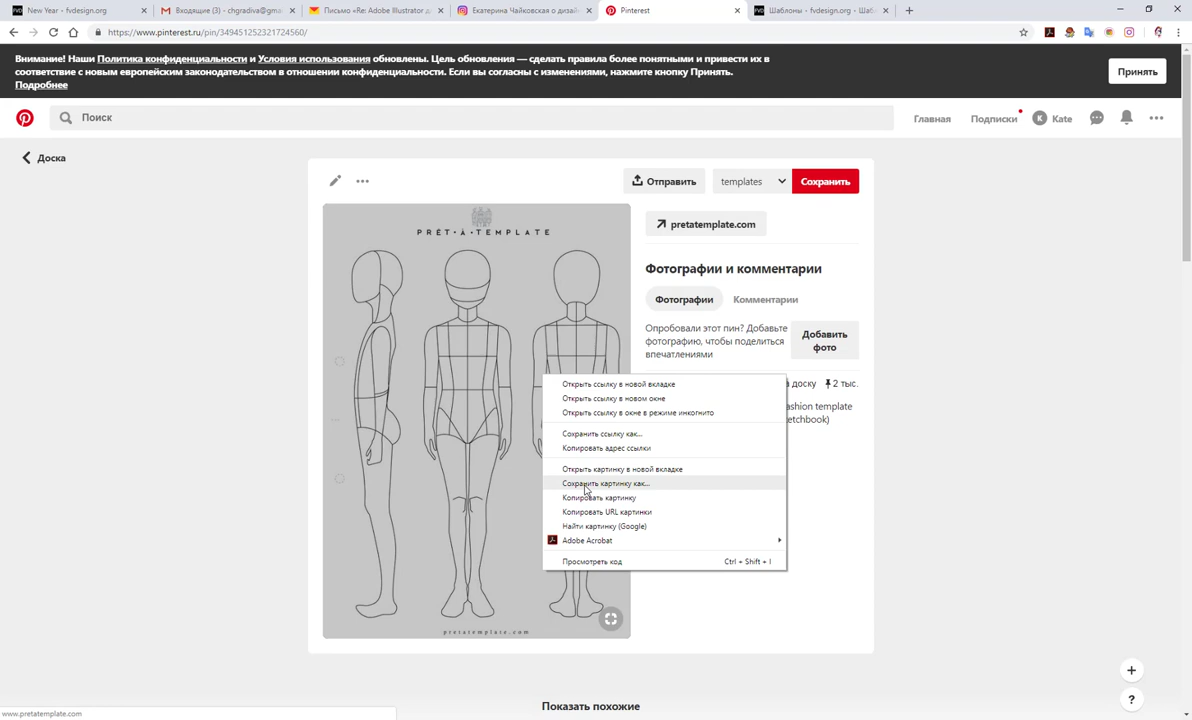 New Year - fvdesign.org
Входящие (3) - chgradiva@gma
Письмо «Re: Adobe Illustrator дл
Екатерина Чайковская о дизайн
Pinterest
Шаблоны - fvdesign.org - Шаб
https://www.pinterest.ru/pin/349451252321724560/
Внимание! Наши Политика конфиденциальности и Условия использования обновлены. Цель обновления — сделать правила более понятными и привести их в
соответствие с новым европейским законодательством в отношении конфиденциальности. Если вы согласны с изменениями, нажмите кнопку Принять.
Подробнее
Принять
Поиск
Главная
Подписки
K Kate
Доска
Отправить
templates
Сохранить
PRÊT-À-TEMPLATE
pretatemplate.com
Фотографии и комментарии
Фотографии
Комментарии
Опробовали этот пин? Добавьте
фотографию, чтобы поделиться
впечатлениями
Добавить
фото
а доску 2 тыс.
ashion template
ketchbook)
Открыть ссылку в новой вкладке
Открыть ссылку в новом окне
Открыть ссылку в окне в режиме инкогнито
Сохранить ссылку как...
Копировать адрес ссылки
Открыть картинку в новой вкладке
Сохранить картинку как...
Копировать картинку
Копировать URL картинки
Найти картинку (Google)
Adobe Acrobat
Просмотреть код Ctrl + Shift + I
pretatemplate.com
Показать похожие
?
www.pretatemplate.com